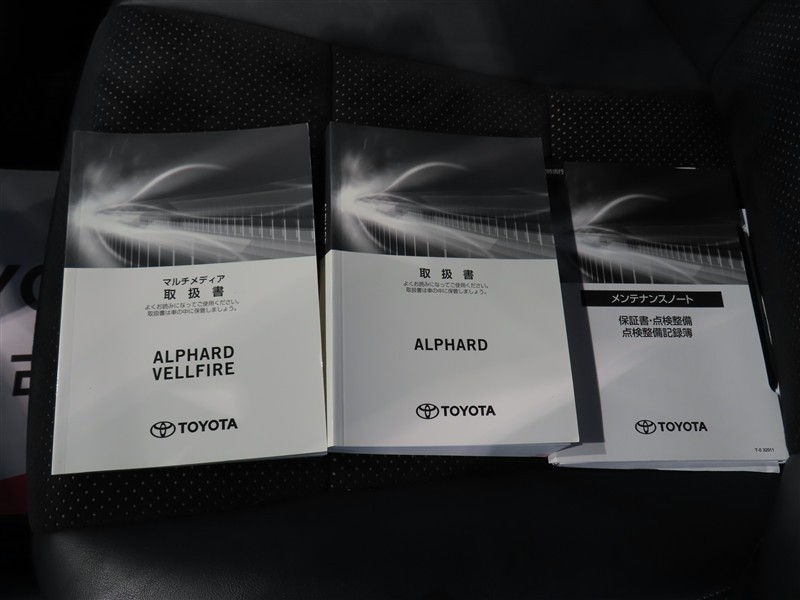 マルチメディア
取扱書
よくお読みになってご使用ください。
取扱書は車の中に保管しましょう。
ALPHARD
VELLFIRE
TOYOTA
取扱書
よくお読みになってご使用ください。
取扱書は車の中に保管しましょう。
ALPHARD
TOYOTA
メンテナンスノート
保証書・点検整備
点検整備記録簿
TOYOTA